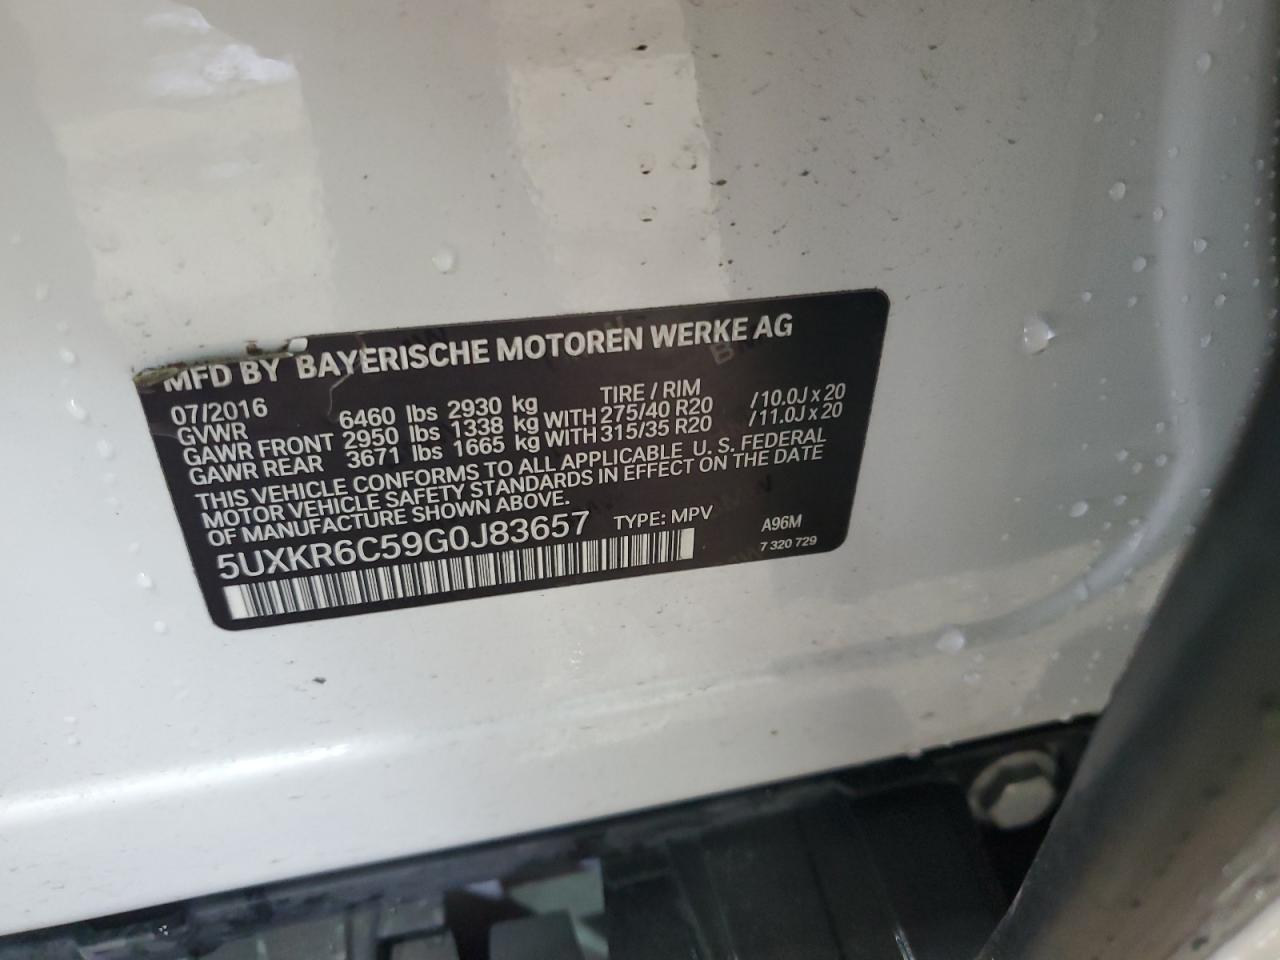 MFD BY BAYERISCHE MOTOREN WERKE AG
07/2016 TIRE / RIM
GVWR 6460 lbs 2930 kg
GAWR FRONT 2950 lbs 1338 kg WITH 275/40 R20 /10.0J x 20
GAWR REAR 3671 lbs 1665 kg WITH 315/35 R20 /11.0J x 20
THIS VEHICLE CONFORMS TO ALL APPLICABLE U. S. FEDERAL
MOTOR VEHICLE SAFETY STANDARDS IN EFFECT ON THE DATE
OF MANUFACTURE SHOWN ABOVE.
5UXKR6C59G0J83657 TYPE: MPV A96M
7 320 729